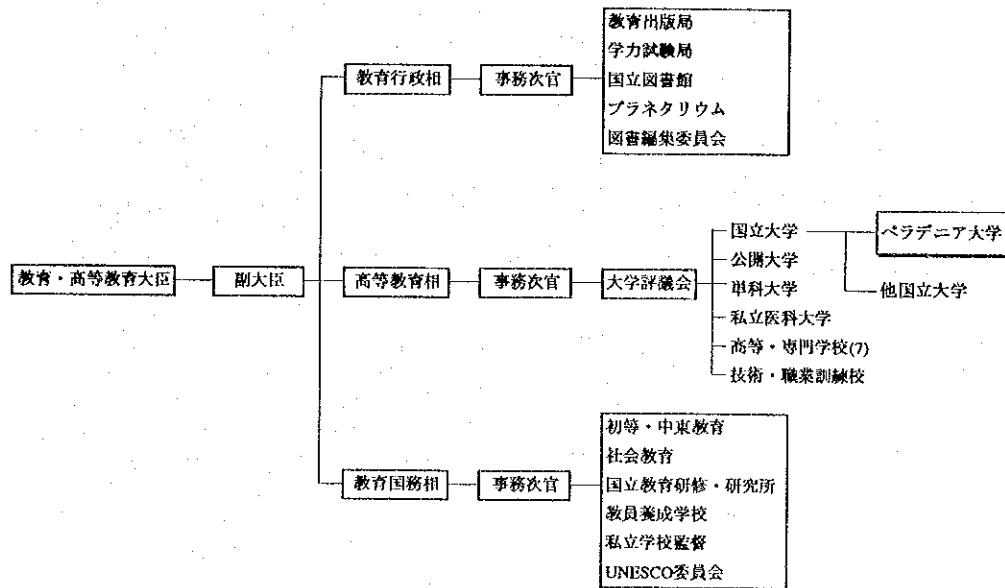 教育出版局
学力試験局
国立図書館
プラネタリウム
図書編集委員会
教育行政相
事務次官
国立大学
ペラデニア大学
公開大学
単科大学
他国立大学
私立医科大学
高等・専門学校(7)
技術・職業訓練校
教育・高等教育大臣
副大臣
高等教育相
事務次官
大学評議会
初等・中東教育
社会教育
国立教育研修・研究所
教員養成学校
私立学校監督
UNESCO委員会
教育国務相
事務次官